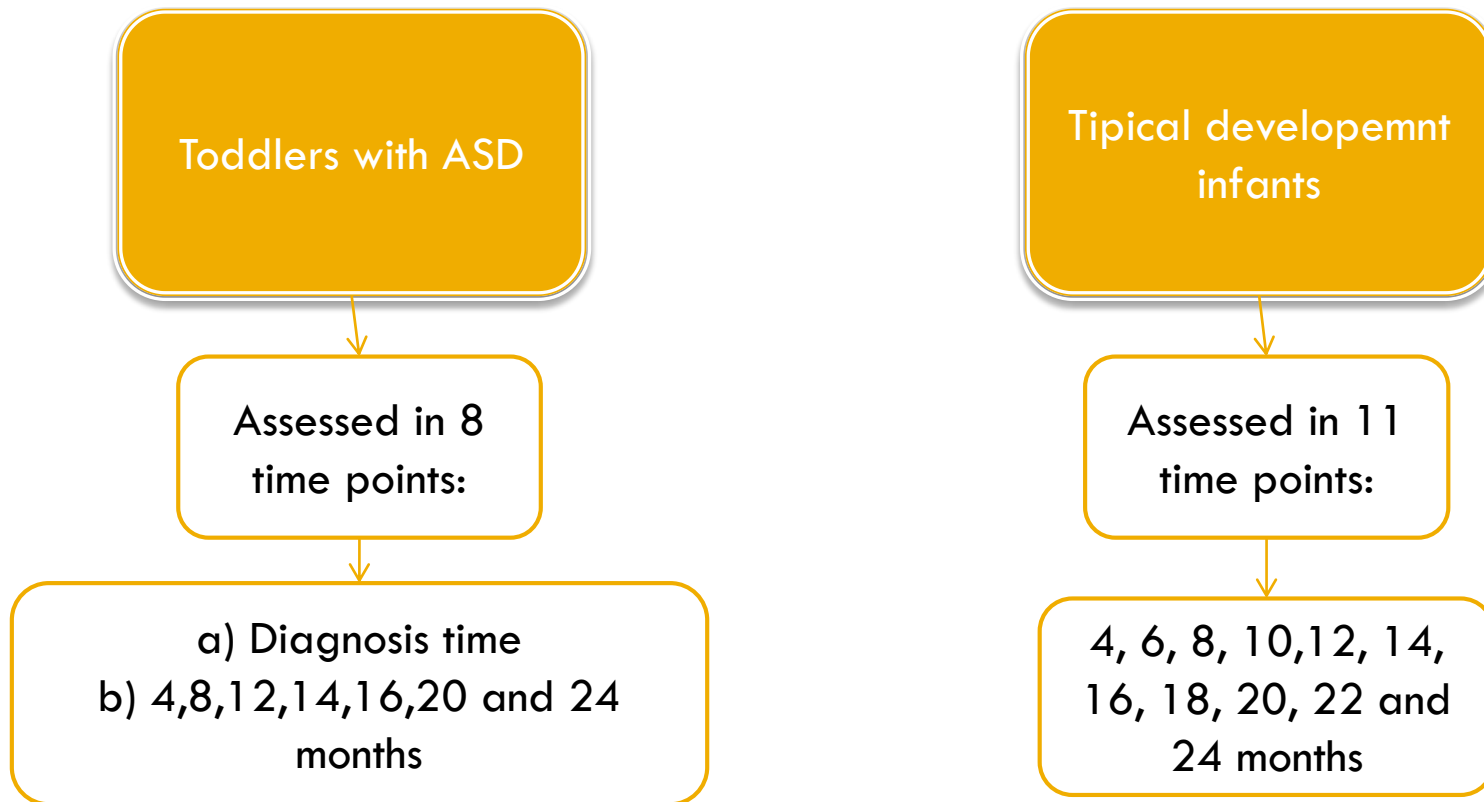 Toddlers with ASD
Assessed in 8
time points:
a) Diagnosis time
b) 4,8,12,14,16,20 and 24
months
Tipical developemnt
infants
Assessed in 11
time points:
4, 6, 8, 10,12, 14,
16, 18, 20, 22 and
24 months